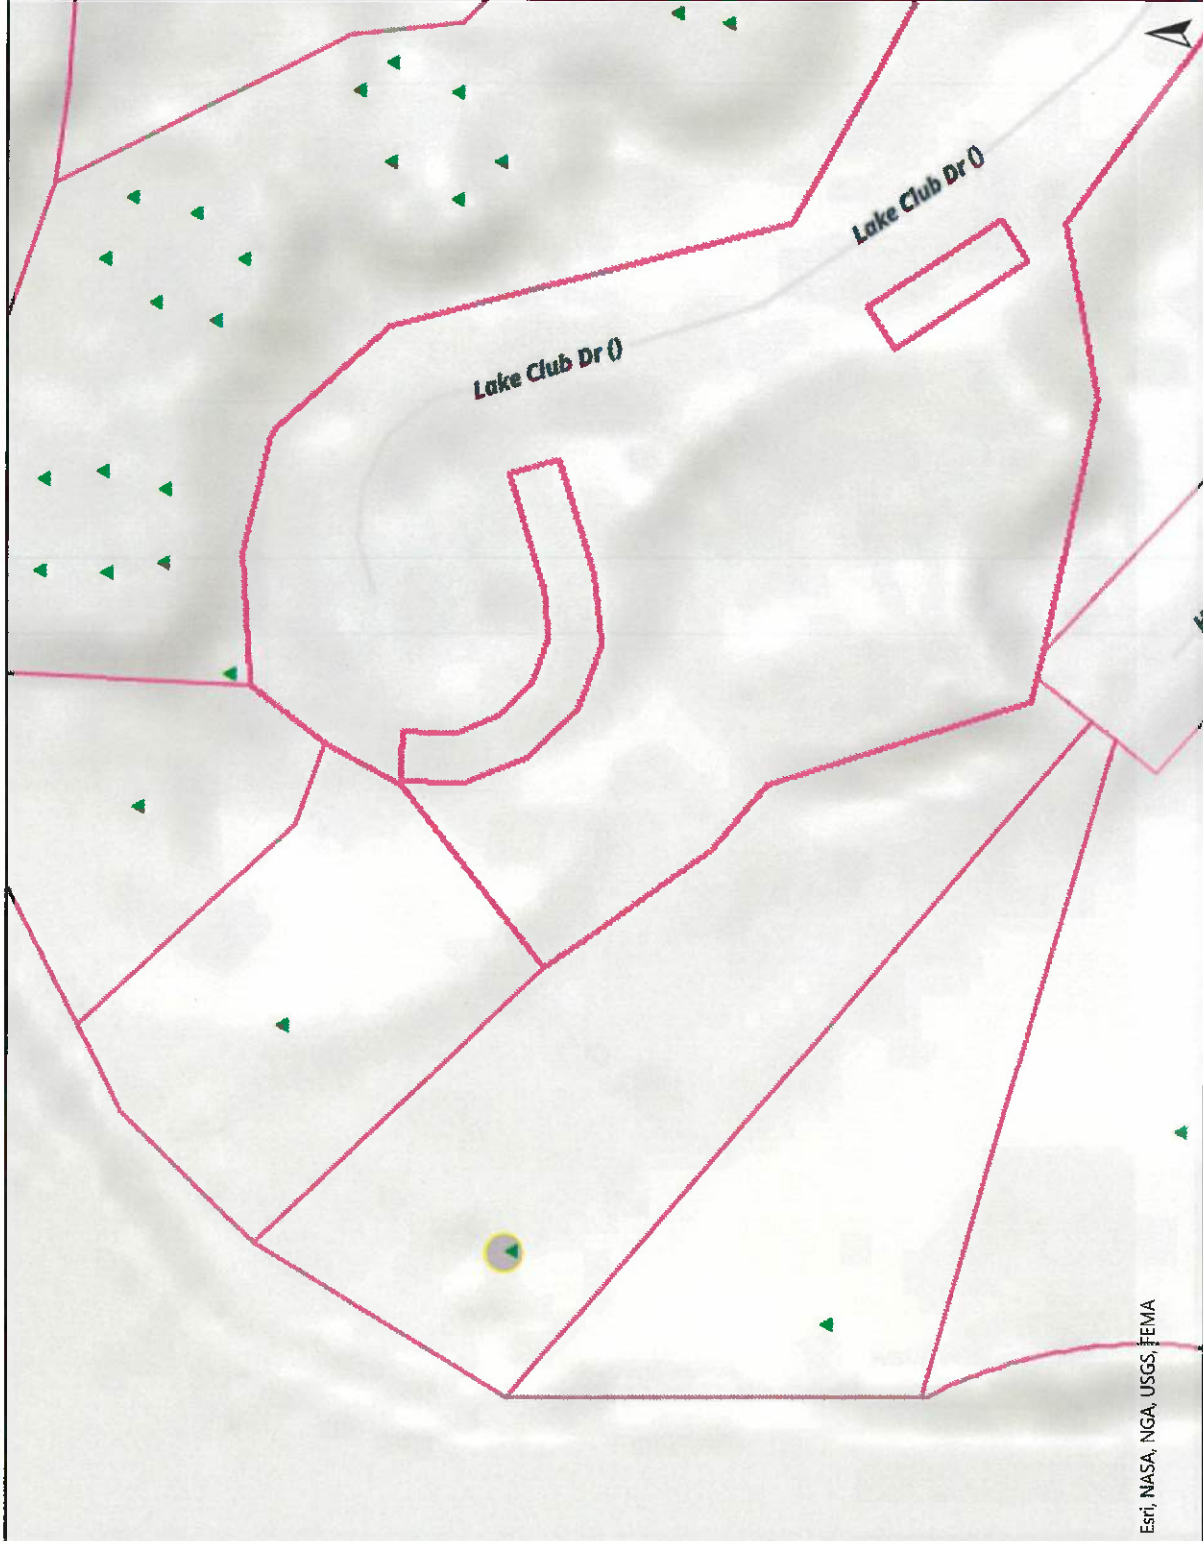 Lake Club Dr ()
Lake Club Dr ()
Esri, NASA, NGA, USGS, FEMA